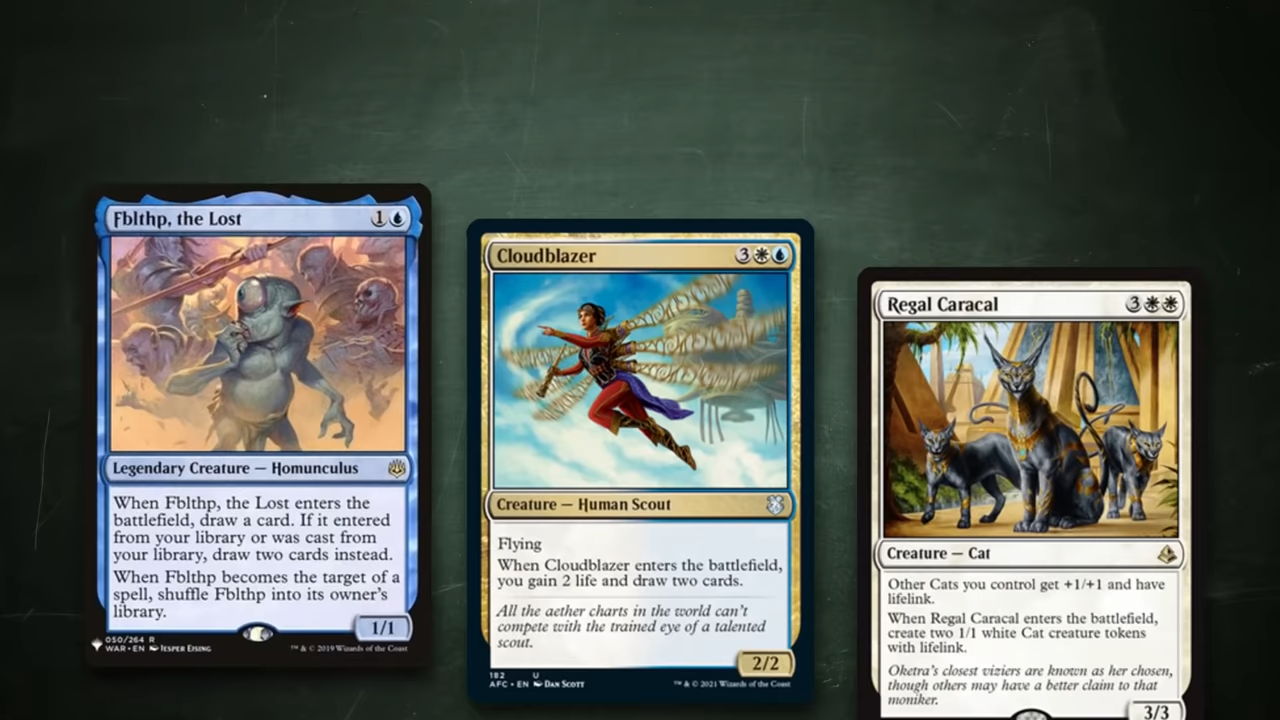 Fblthp, the Lost 1
Legendary Creature — Homunculus
When Fblthp, the Lost enters the
battlefield, draw a card. If it entered
from your library or was cast from
your library, draw two cards instead.
When Fblthp becomes the target of a
spell, shuffle Fblthp into its owner's
library.
1/1
050/264 R
WAR • EN Jesper Ejsing
™ & © 2019 Wizards of the Coast
Cloudblazer 3
Creature — Human Scout
Flying
When Cloudblazer enters the battlefield,
you gain 2 life and draw two cards.
All the aether charts in the world can't
compete with the trained eye of a talented
scout.
2/2
182 U
AFC • EN Dan Scott
™ & © 2021 Wizards of the Coast
Regal Caracal 3
Creature — Cat
Other Cats you control get +1/+1 and have
lifelink.
When Regal Caracal enters the battlefield,
create two 1/1 white Cat creature tokens
with lifelink.
Oketra's closest viziers are known as her chosen,
though others may have a better claim to that
moniker.
3/3